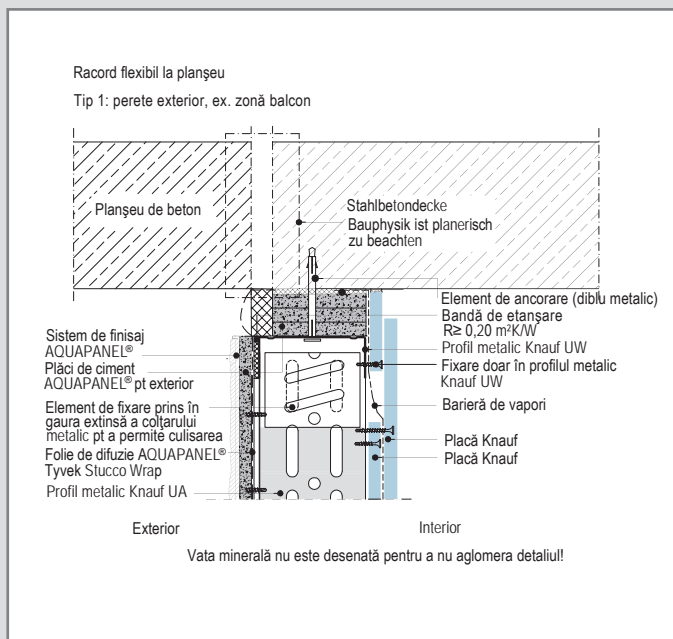 Racord flexibil la planşeu
Tip 1: perete exterior, ex. zonă balcon
Planşeu de beton
Stahlbetondecke
Bauphysik ist planerisch
zu beachten
Element de ancorare (diblu metalic)
Bandă de etanşare
R≥ 0,20 m²K/W
Profil metalic Knauf UW
Fixare doar în profilul metalic
Knauf UW
Barieră de vapori
Placă Knauf
Placă Knauf
Sistem de finisaj
AQUAPANEL®
Plăci de ciment
AQUAPANEL® pt exterior
Element de fixare prins în
gaura extinsă a colţarului
metalic pt a permite culisarea
Folie de difuzie AQUAPANEL®
Tyvek Stucco Wrap
Profil metalic Knauf UA
Exterior
Interior
Vata minerală nu este desenată pentru a nu aglomera detaliul!